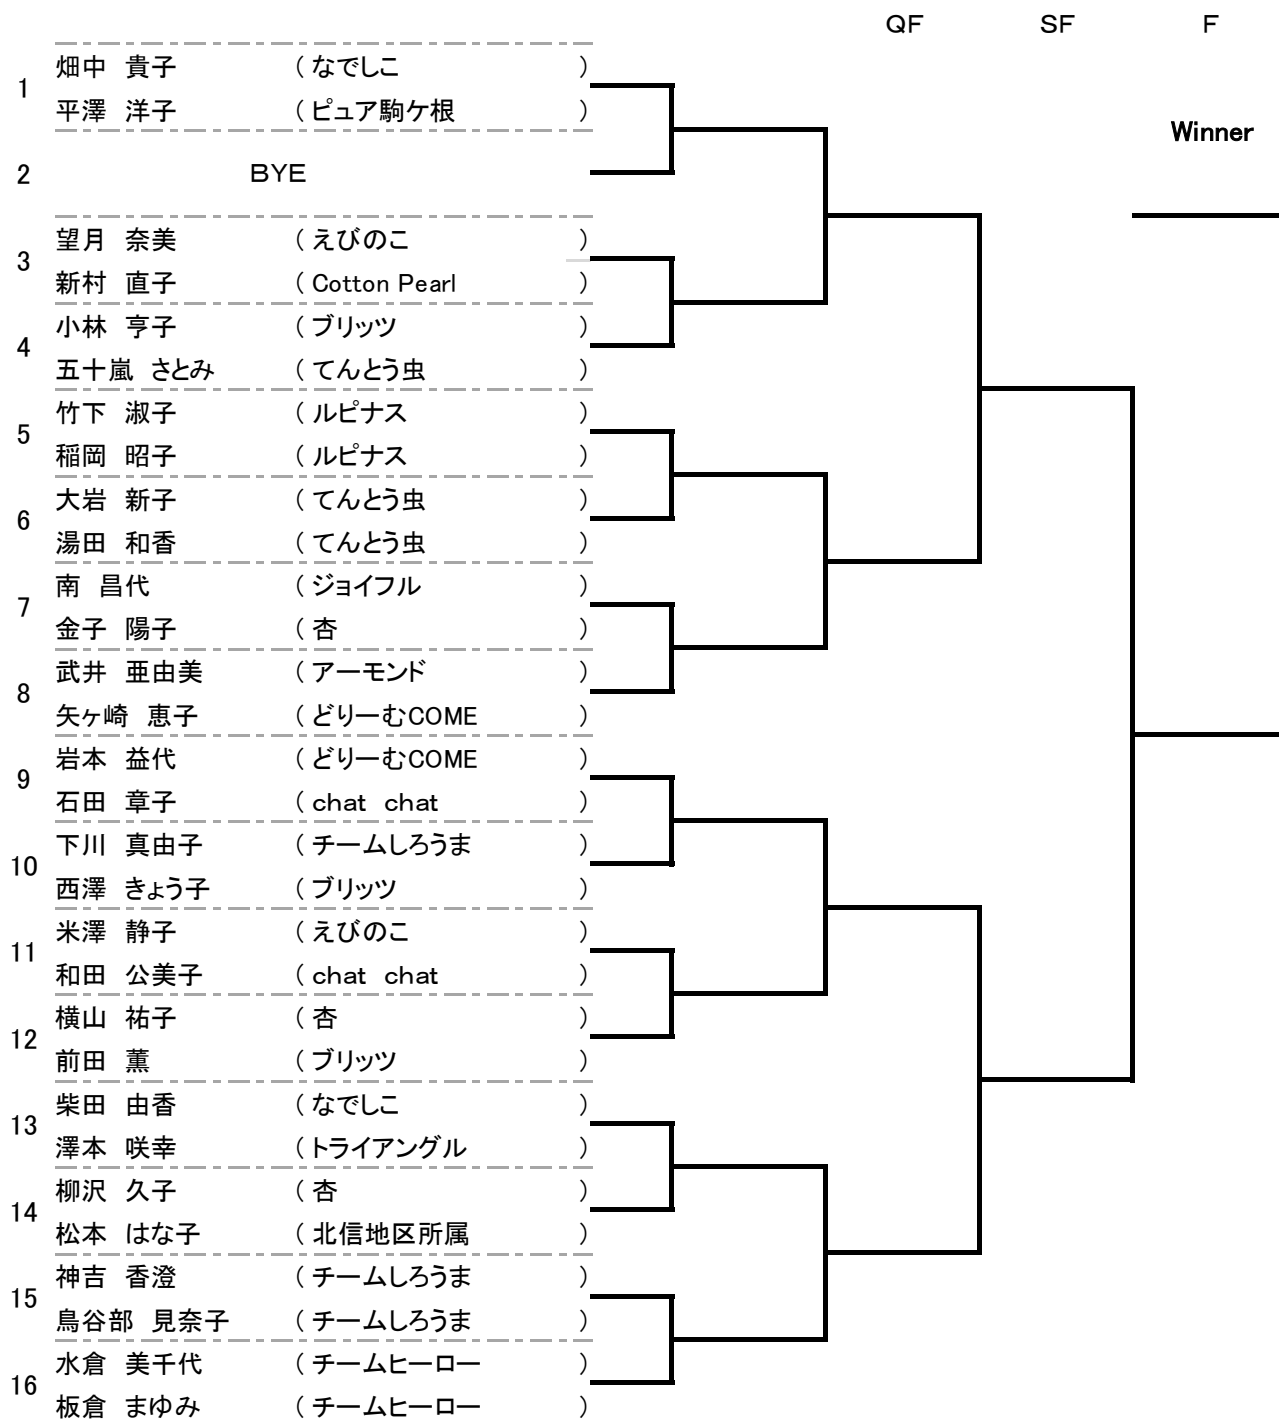 QF SF F
1 畑中 貴子 ( なでしこ )
平澤 洋子 ( ピュア駒ケ根 )
Winner
2 BYE
3 望月 奈美 ( えびのこ )
新村 直子 ( Cotton Pearl )
4 小林 亨子 ( ブリッツ )
五十嵐 さとみ ( てんとう虫 )
5 竹下 淑子 ( ルピナス )
稲岡 昭子 ( ルピナス )
6 大岩 新子 ( てんとう虫 )
湯田 和香 ( てんとう虫 )
7 南 昌代 ( ジョイフル )
金子 陽子 ( 杏 )
8 武井 亜由美 ( アーモンド )
矢ヶ崎 恵子 ( どりーむCOME )
9 岩本 益代 ( どりーむCOME )
石田 章子 ( chat chat )
10 下川 真由子 ( チームしろうま )
西澤 きょう子 ( ブリッツ )
11 米澤 静子 ( えびのこ )
和田 公美子 ( chat chat )
12 横山 祐子 ( 杏 )
前田 薫 ( ブリッツ )
13 柴田 由香 ( なでしこ )
澤本 咲幸 ( トライアングル )
14 柳沢 久子 ( 杏 )
松本 はな子 ( 北信地区所属 )
15 神吉 香澄 ( チームしろうま )
鳥谷部 見奈子 ( チームしろうま )
16 水倉 美千代 ( チームヒーロー )
板倉 まゆみ ( チームヒーロー )